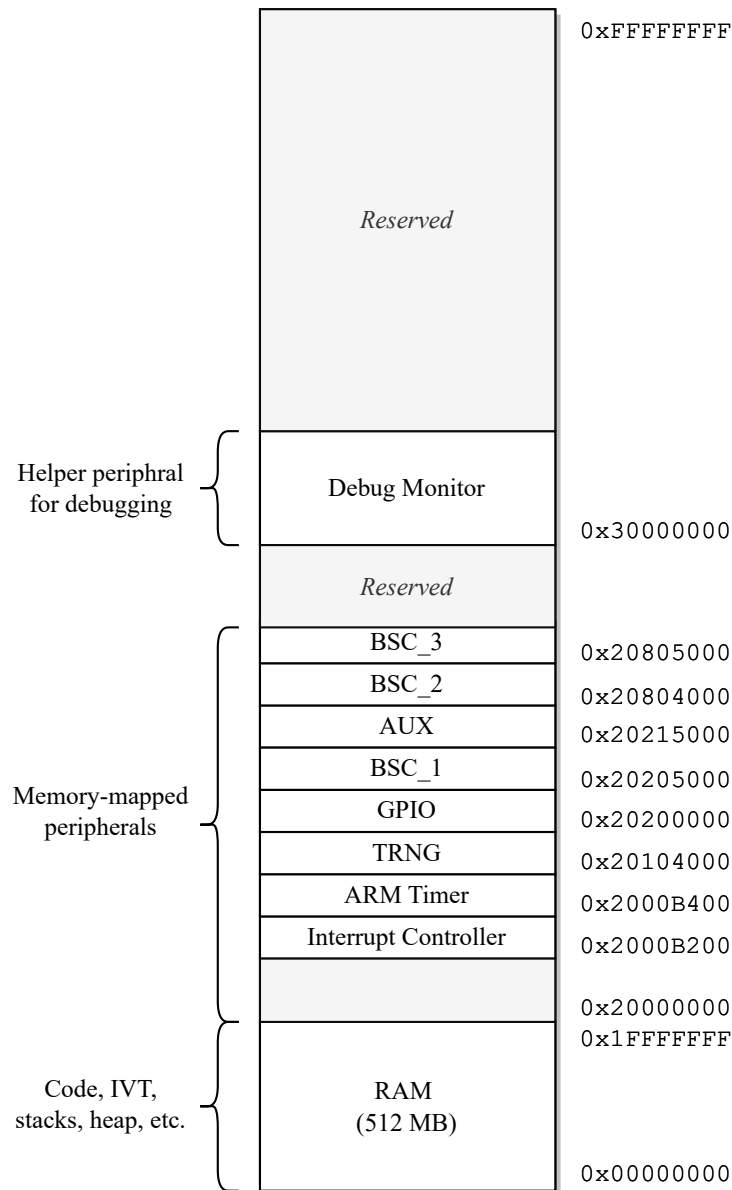 0xFFFFFFFF
Reserved
Helper periphral
for debugging
Debug Monitor
0x30000000
Reserved
BSC_3
0x20805000
BSC_2
0x20804000
AUX
0x20215000
BSC_1
0x20205000
Memory-mapped
peripherals
GPIO
0x20200000
TRNG
0x20104000
ARM Timer
0x2000B400
Interrupt Controller
0x2000B200
0x20000000
0x1FFFFFFF
Code, IVT,
stacks, heap, etc.
RAM
(512 MB)
0x00000000